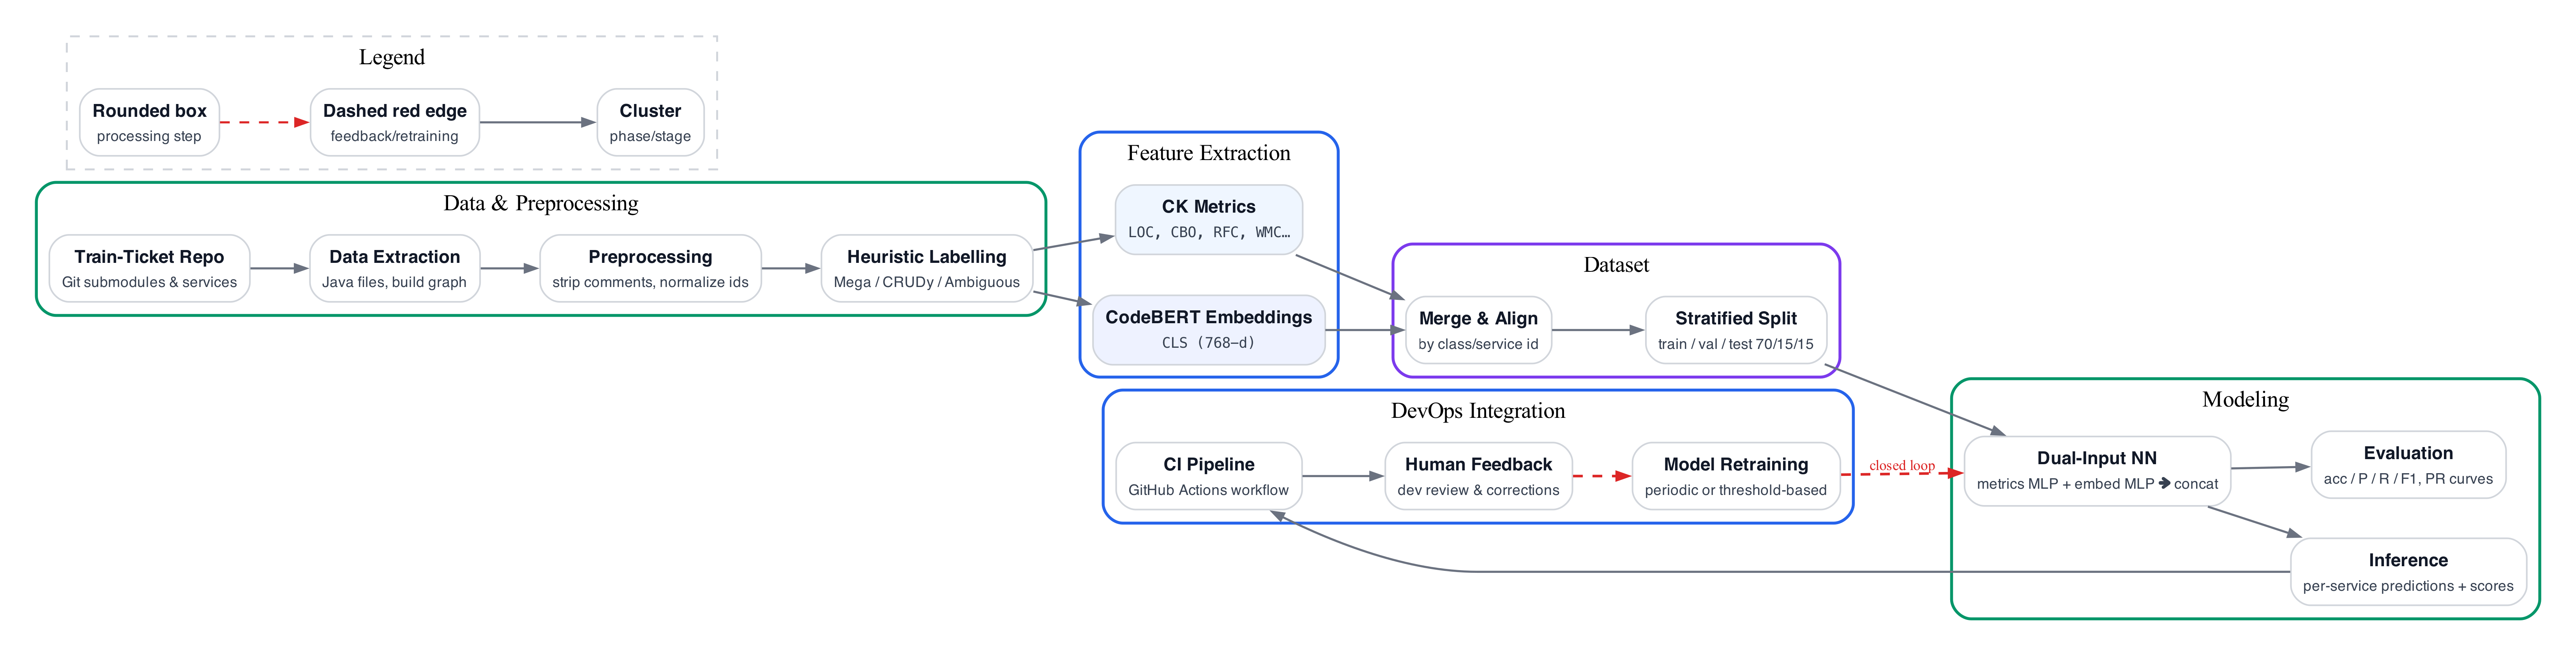 Legend
Rounded box
processing step
Dashed red edge
feedback/retraining
Cluster
phase/stage
Data & Preprocessing
Train-Ticket Repo
Git submodules & services
Data Extraction
Java files, build graph
Preprocessing
strip comments, normalize ids
Heuristic Labelling
Mega / CRUDy / Ambiguous
Feature Extraction
CK Metrics
LOC, CBO, RFC, WMC…
CodeBERT Embeddings
CLS (768–d)
Dataset
Merge & Align
by class/service id
Stratified Split
train / val / test 70/15/15
DevOps Integration
CI Pipeline
GitHub Actions workflow
Human Feedback
dev review & corrections
Model Retraining
periodic or threshold-based
closed loop
Modeling
Dual-Input NN
metrics MLP + embed MLP 🡺 concat
Evaluation
acc / P / R / F1, PR curves
Inference
per-service predictions + scores